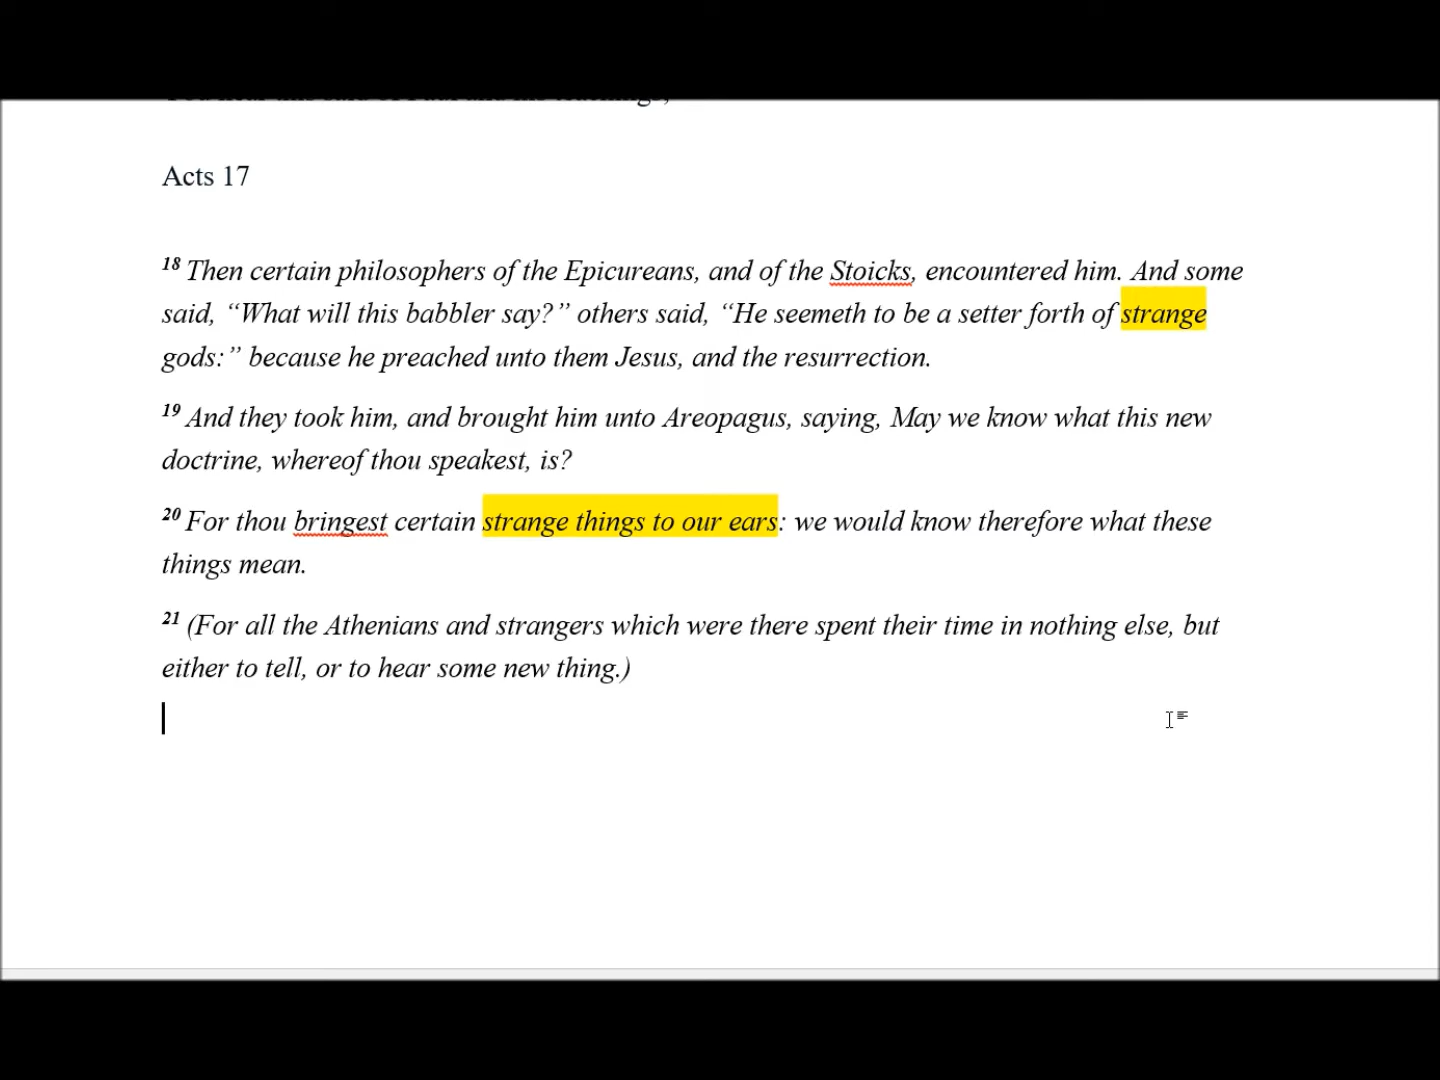 Acts 17
18 Then certain philosophers of the Epicureans, and of the Stoicks, encountered him. And some
said, “What will this babbler say?” others said, “He seemeth to be a setter forth of strange
gods:” because he preached unto them Jesus, and the resurrection.
19 And they took him, and brought him unto Areopagus, saying, May we know what this new
doctrine, whereof thou speakest, is?
20 For thou bringest certain strange things to our ears: we would know therefore what these
things mean.
21 (For all the Athenians and strangers which were there spent their time in nothing else, but
either to tell, or to hear some new thing.)